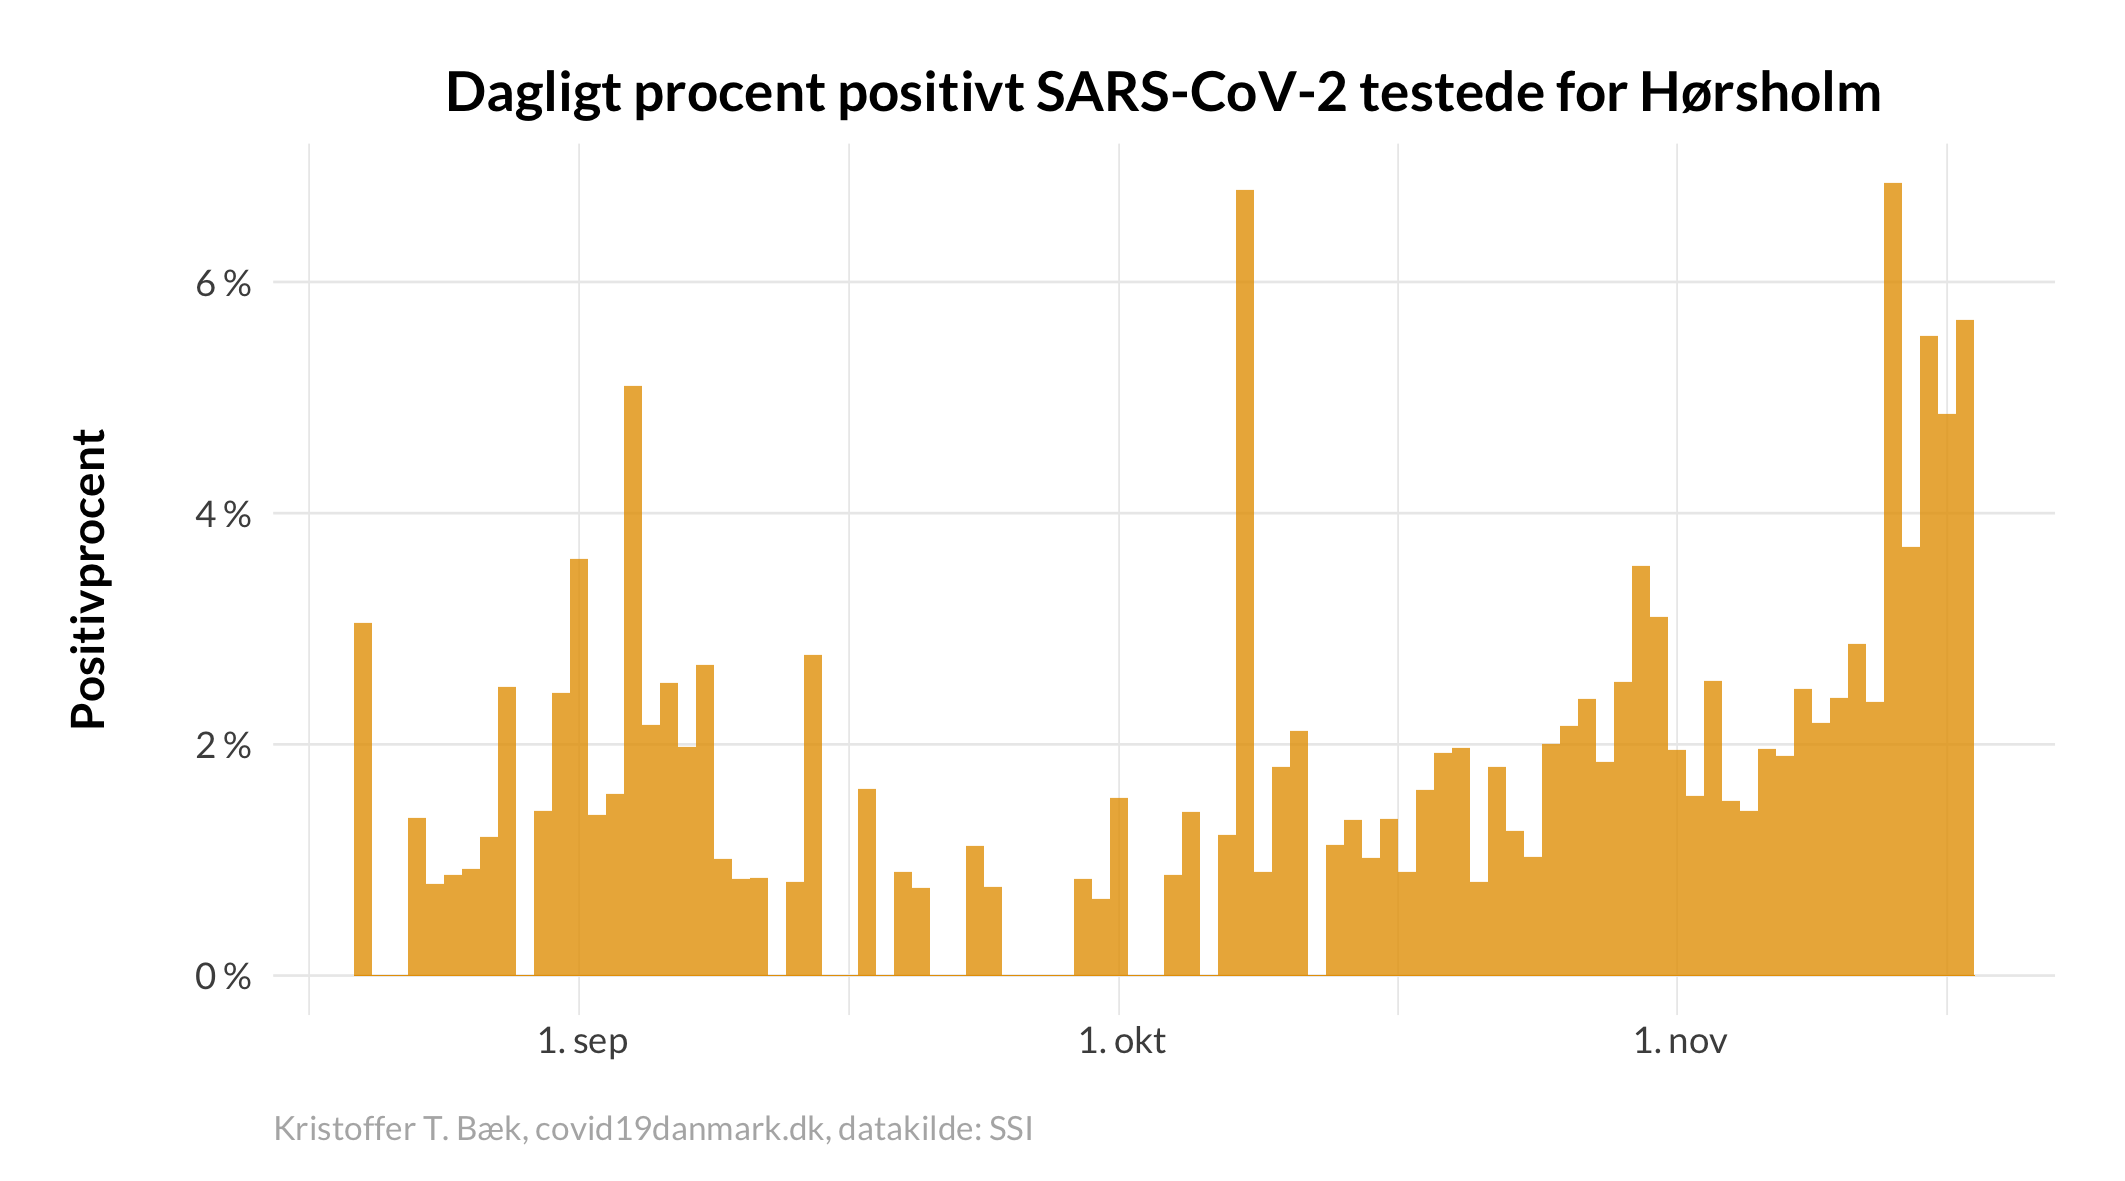 Dagligt procent positivt SARS-CoV-2 testede for Hørsholm
Positivprocent
6 %
4 %
2 %
0 %
1. sep
1. okt
1. nov
Kristoffer T. Bæk, covid19danmark.dk, datakilde: SSI